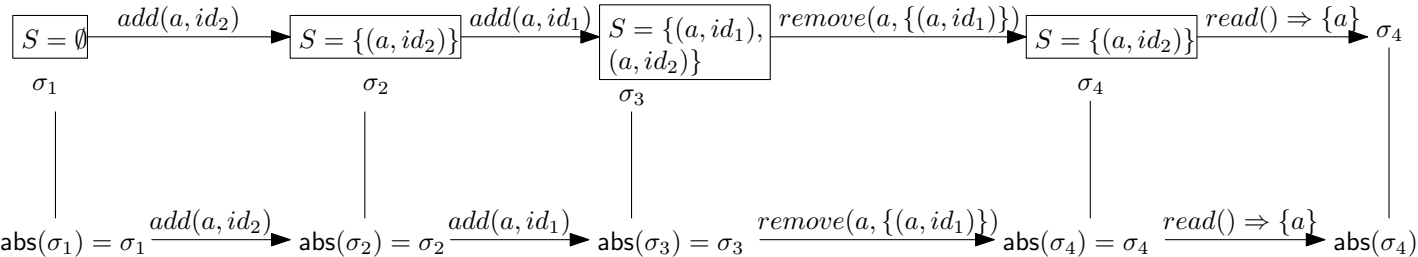 add(a, id₂)
add(a, id₁)
remove(a, {(a, id₁)})
read() ⇒ {a}
S = ∅
S = {(a, id₂)}
S = {(a, id₁),
(a, id₂)}
S = {(a, id₂)}
σ₄
σ₁
σ₂
σ₃
σ₄
add(a, id₂)
add(a, id₁)
remove(a, {(a, id₁)})
read() ⇒ {a}
abs(σ₁) = σ₁
abs(σ₂) = σ₂
abs(σ₃) = σ₃
abs(σ₄) = σ₄
abs(σ₄)